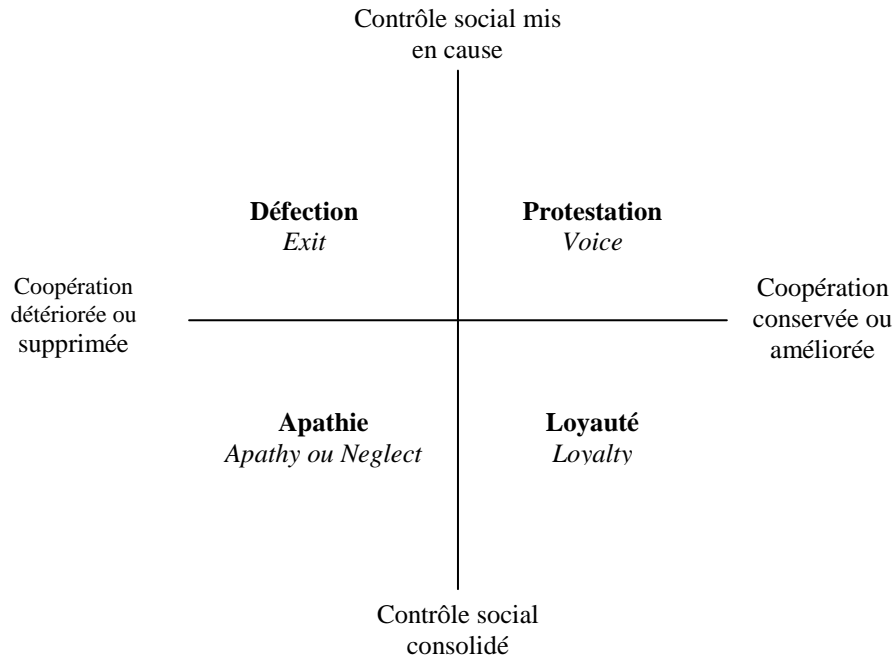 Contrôle social mis
en cause
Défection
Exit
Protestation
Voice
Coopération
détériorée ou
supprimée
Coopération
conservée ou
améliorée
Apathie
Apathy ou Neglect
Loyauté
Loyalty
Contrôle social
consolidé